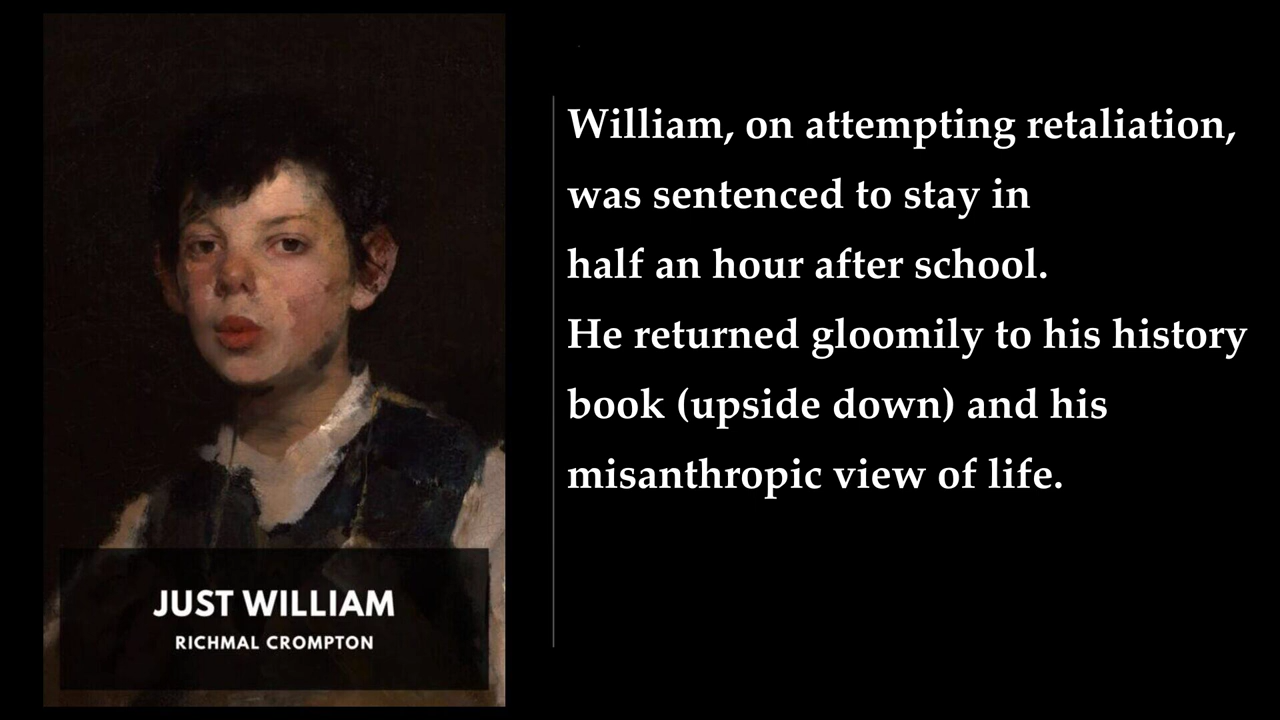 JUST WILLIAM
RICHMAL CROMPTON
William, on attempting retaliation,
was sentenced to stay in
half an hour after school.
He returned gloomily to his history
book (upside down) and his
misanthropic view of life.